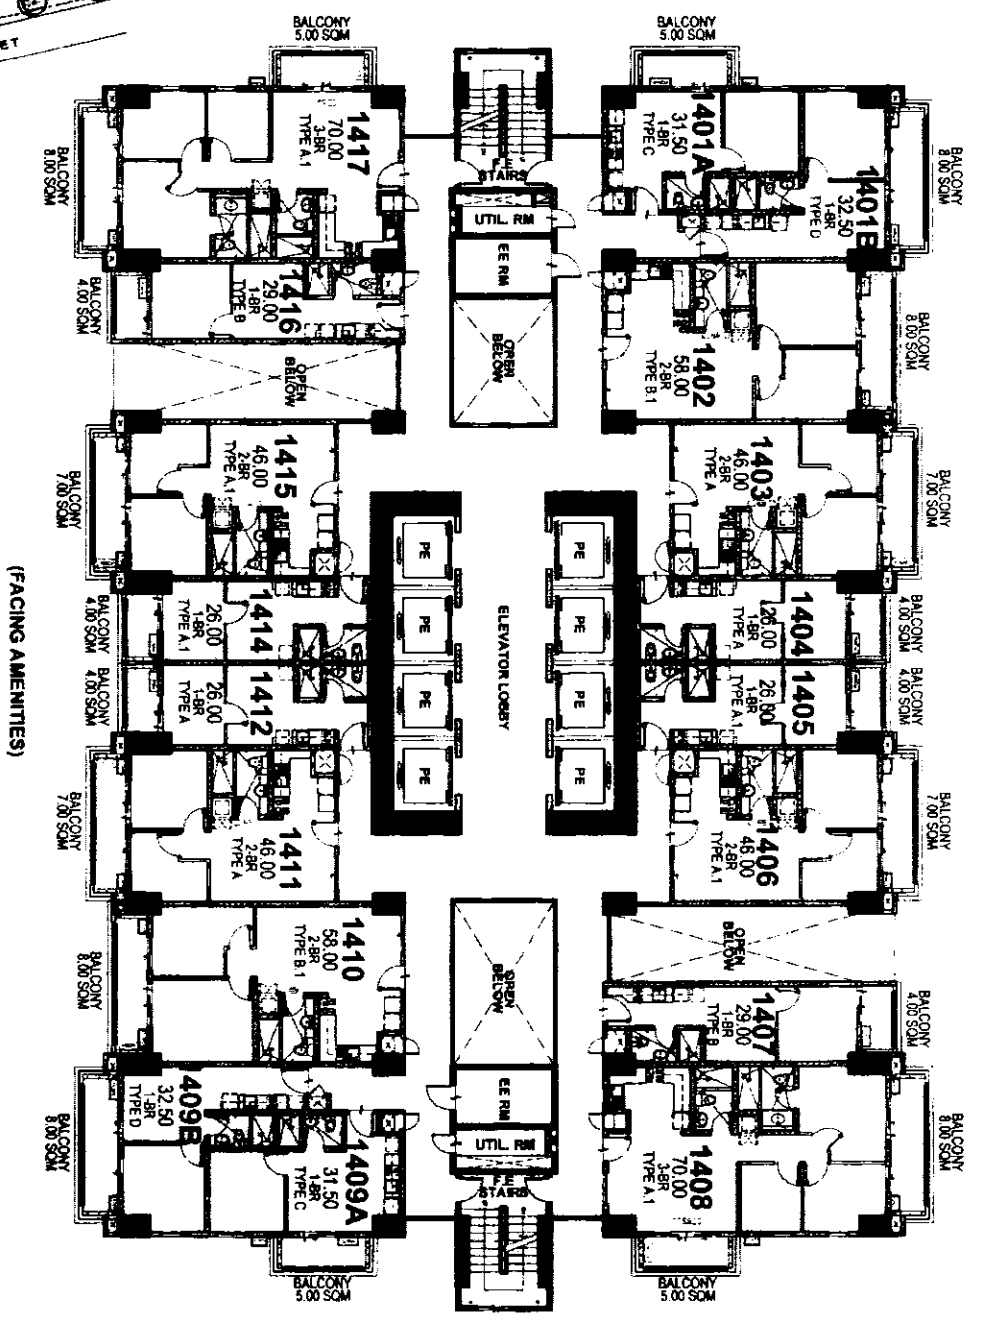 ET
BALCONY
5.00 SQM
BALCONY
5.00 SQM
BALCONY
8.00 SQM
1417
70.00
3-BR
TYPE A.1
F.E
STAIRS
UTIL. RM
EE RM
1401A
31.50
1-BR
TYPE C
1401B
32.50
1-BR
TYPE D
BALCONY
8.00 SQM
BALCONY
4.00 SQM
1416
29.00
1-BR
TYPE B
OPEN
BELOW
OPEN
BELOW
1402
58.00
2-BR
TYPE B.1
BALCONY
8.00 SQM
BALCONY
7.00 SQM
1415
46.00
2-BR
TYPE A.1
1403
46.00
2-BR
TYPE A
BALCONY
7.00 SQM
PE
PE
(FACING AMENITIES)
BALCONY
4.00 SQM
1414
26.00
1-BR
TYPE A.1
PE
ELEVATOR LOBBY
PE
1404
26.00
1-BR
TYPE A
BALCONY
4.00 SQM
BALCONY
4.00 SQM
1412
26.00
1-BR
TYPE A
PE
PE
1405
26.00
1-BR
TYPE A.1
BALCONY
4.00 SQM
PE
PE
BALCONY
7.00 SQM
1411
46.00
2-BR
TYPE A
1406
46.00
2-BR
TYPE A.1
BALCONY
7.00 SQM
BALCONY
8.00 SQM
1410
58.00
2-BR
TYPE B.1
OPEN
BELOW
OPEN
BELOW
1407
29.00
1-BR
TYPE B
BALCONY
4.00 SQM
BALCONY
8.00 SQM
409B
32.50
1-BR
TYPE D
1409A
31.50
1-BR
TYPE C
EE RM
UTIL. RM
F.E
STAIRS
1408
70.00
3-BR
TYPE A.1
BALCONY
8.00 SQM
BALCONY
5.00 SQM
BALCONY
5.00 SQM